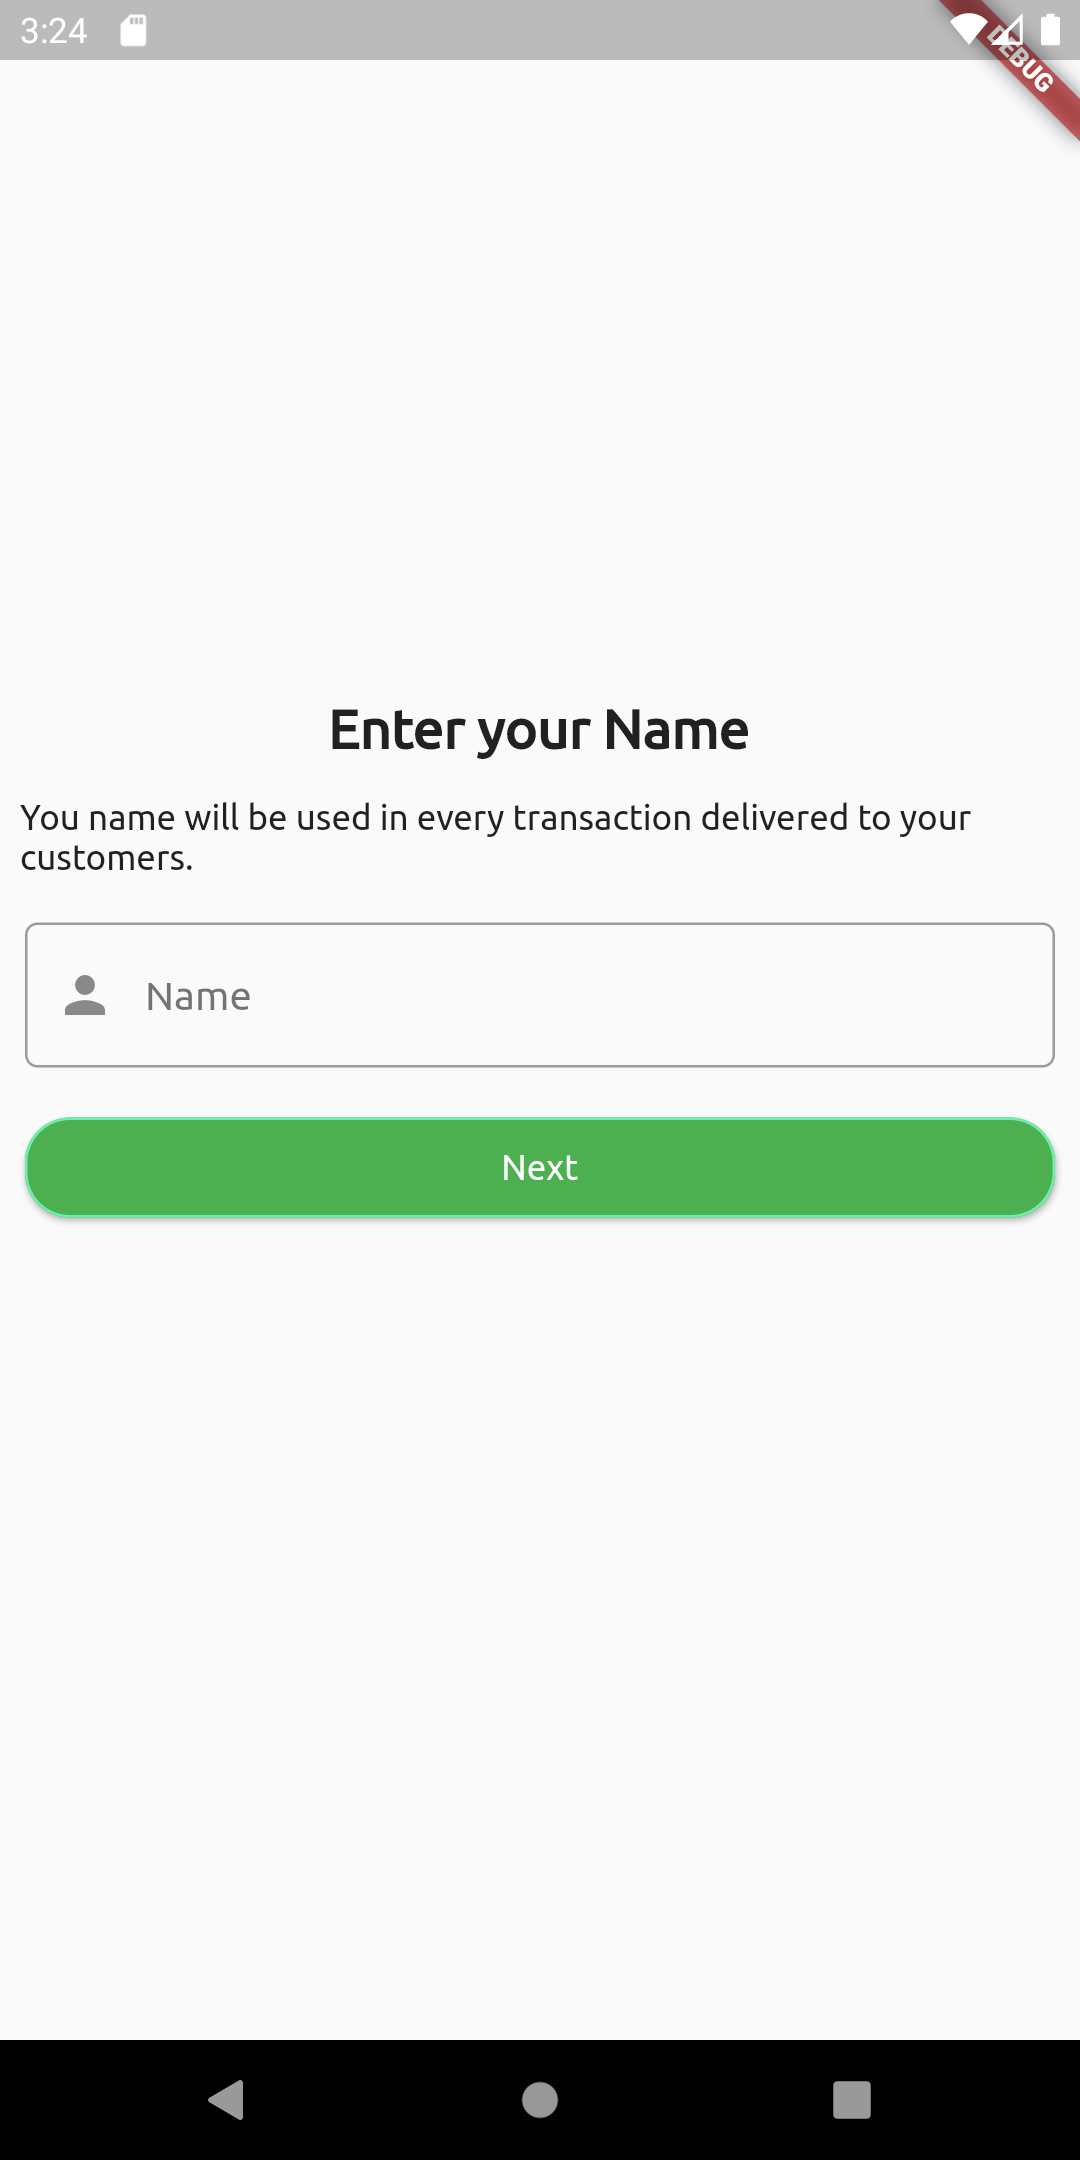 3:24
DEBUG
Enter your Name
You name will be used in every transaction delivered to your
customers.
Name
Next